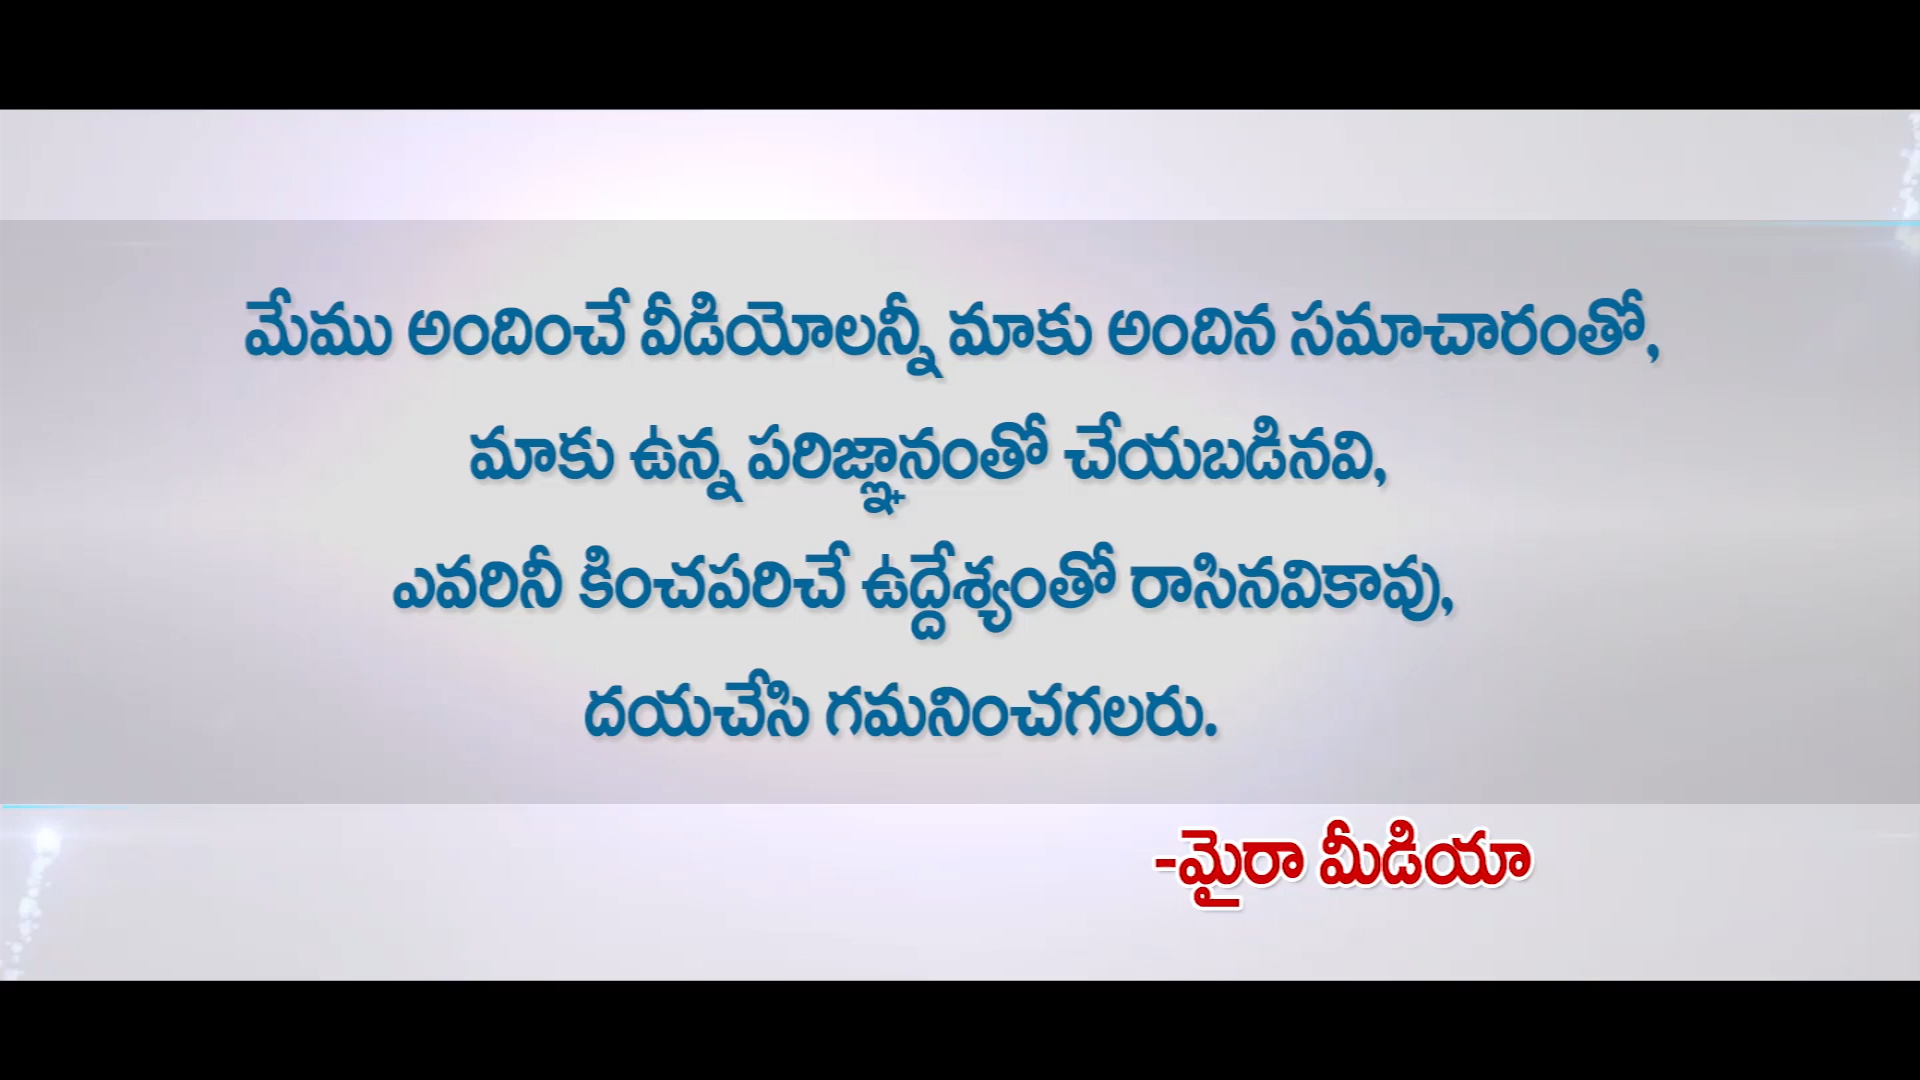 మేము అందించే వీడియోలన్నీ మాకు అందిన సమాచారంతో,
మాకు ఉన్న పరిజ్ఞానంతో చేయబడినవి,
ఎవరినీ కించపరిచే ఉద్దేశ్యంతో రాసినవికావు,
దయచేసి గమనించగలరు.
-మైరా మీడియా